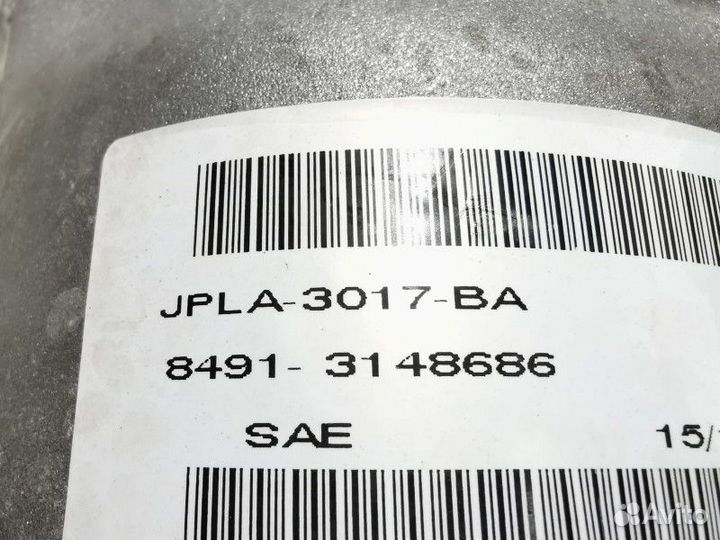 JPLA-3017-BA
8491- 3148686
SAE 15/
Avito